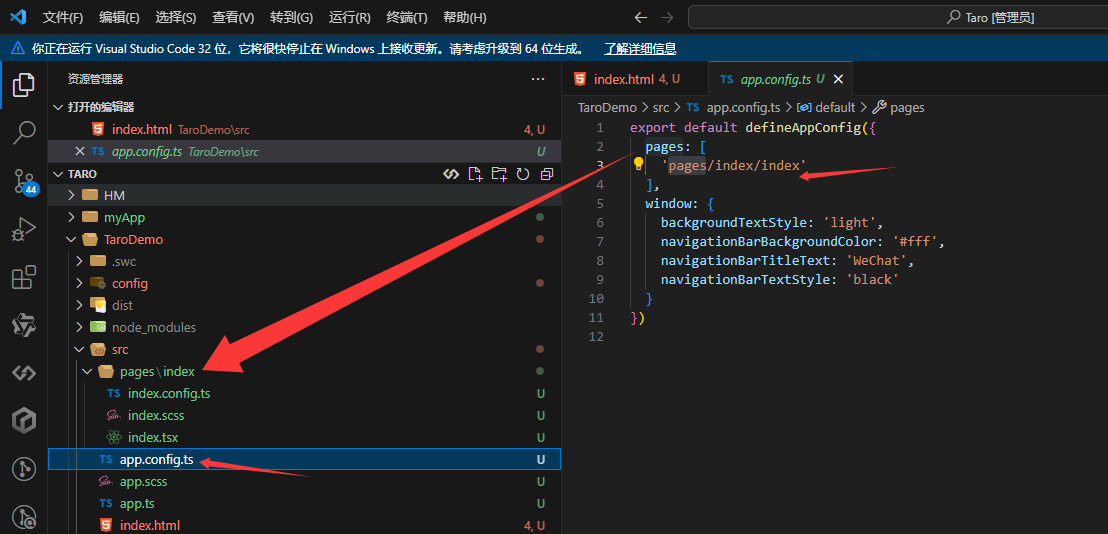 文件(F) 编辑(E) 选择(S) 查看(V) 转到(G) 运行(R) 终端(T) 帮助(H) Taro [管理员]
你正在运行 Visual Studio Code 32 位，它将很快停止在 Windows 上接收更新。请考虑升级到 64 位生成。 了解详细信息
资源管理器
打开的编辑器
index.html TaroDemo\src 4, U
app.config.ts TaroDemo\src U
TARO
HM
myApp
TaroDemo
.swc
config
dist
node_modules
src
pages\index
index.config.ts U
index.scss U
index.tsx U
app.config.ts U
app.scss U
app.ts U
index.html 4, U
44
index.html 4, U app.config.ts U
TaroDemo > src > app.config.ts > default > pages
1 export default defineAppConfig({
2 pages: [
3 'pages/index/index'
4 ],
5 window: {
6 backgroundTextStyle: 'light',
7 navigationBarBackgroundColor: '#fff',
8 navigationBarTitleText: 'WeChat',
9 navigationBarTextStyle: 'black'
10 }
11 })
12